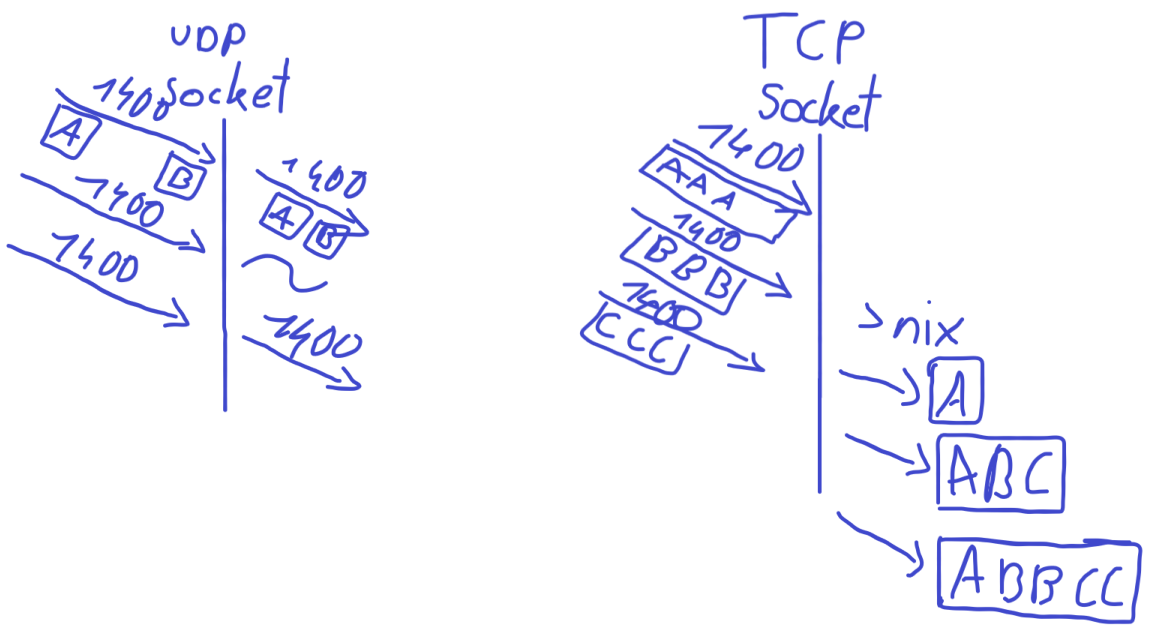 UDP
Socket
1400
A
B
1400
1400
1400
A B
1400
TCP
Socket
1400
AAA
1400
BBB
1400
CCC
nix
A
ABC
ABBCC